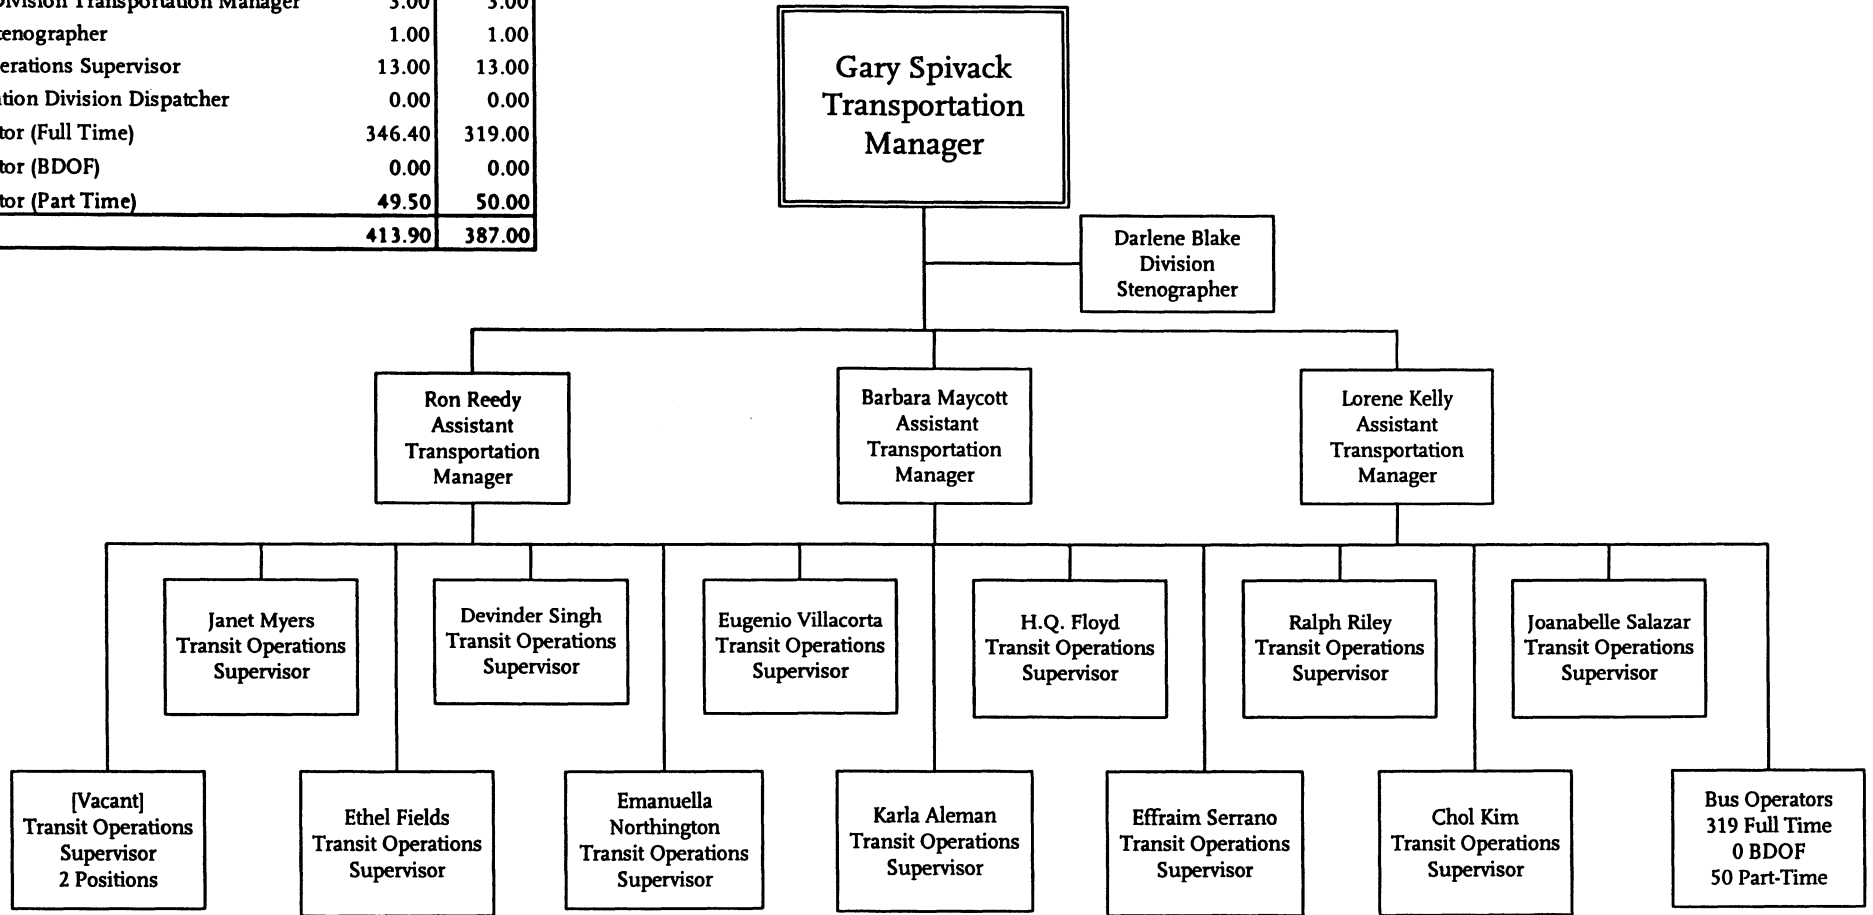 Division Transportation Manager 3.00 3.00
tenographer 1.00 1.00
erations Supervisor 13.00 13.00
tion Division Dispatcher 0.00 0.00
tor (Full Time) 346.40 319.00
tor (BDOF) 0.00 0.00
tor (Part Time) 49.50 50.00
413.90 387.00
Gary Spivack
Transportation
Manager
Darlene Blake
Division
Stenographer
Ron Reedy
Assistant
Transportation
Manager
Barbara Maycott
Assistant
Transportation
Manager
Lorene Kelly
Assistant
Transportation
Manager
Janet Myers
Transit Operations
Supervisor
Devinder Singh
Transit Operations
Supervisor
Eugenio Villacorta
Transit Operations
Supervisor
H.Q. Floyd
Transit Operations
Supervisor
Ralph Riley
Transit Operations
Supervisor
Joanabelle Salazar
Transit Operations
Supervisor
[Vacant]
Transit Operations
Supervisor
2 Positions
Ethel Fields
Transit Operations
Supervisor
Emanuella
Northington
Transit Operations
Supervisor
Karla Aleman
Transit Operations
Supervisor
Effraim Serrano
Transit Operations
Supervisor
Chol Kim
Transit Operations
Supervisor
Bus Operators
319 Full Time
0 BDOF
50 Part-Time